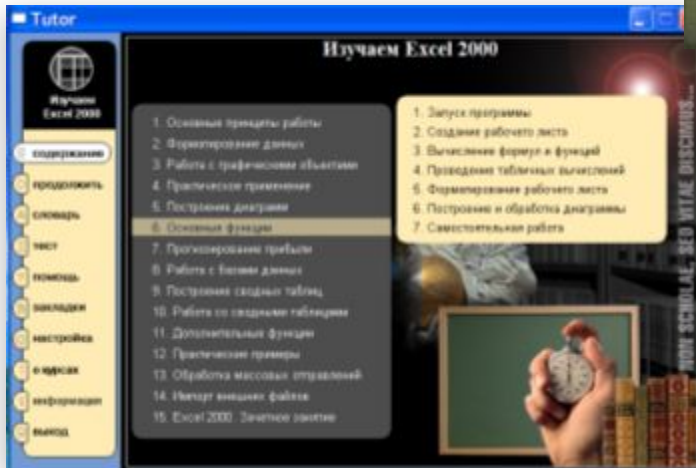 Tutor
Изучаем Excel 2000
Изучаем
Excel 2000
содержание
продолжить
словарь
тест
помощь
закладки
настройка
о курсах
информация
выход
1. Основные принципы работы
2. Форматирование данных
3. Работа с графическими объектами
4. Практическое применение
5. Построение диаграмм
6. Основные функции
7. Прогнозирование прибыли
8. Работа с базами данных
9. Построение сводных таблиц
10. Работа со сводными таблицами
11. Дополнительные функции
12. Практические примеры
13. Обработка массовых отправлений
14. Импорт внешних файлов
15. Excel 2000. Зачетное занятие
1. Запуск программы
2. Создание рабочего листа
3. Вычисление формул и функций
4. Проведение табличных вычислений
5. Форматирование рабочего листа
6. Построение и обработка диаграммы
7. Самостоятельная работа
NON SCHOLAE, SED VITAE DISCIMUS...